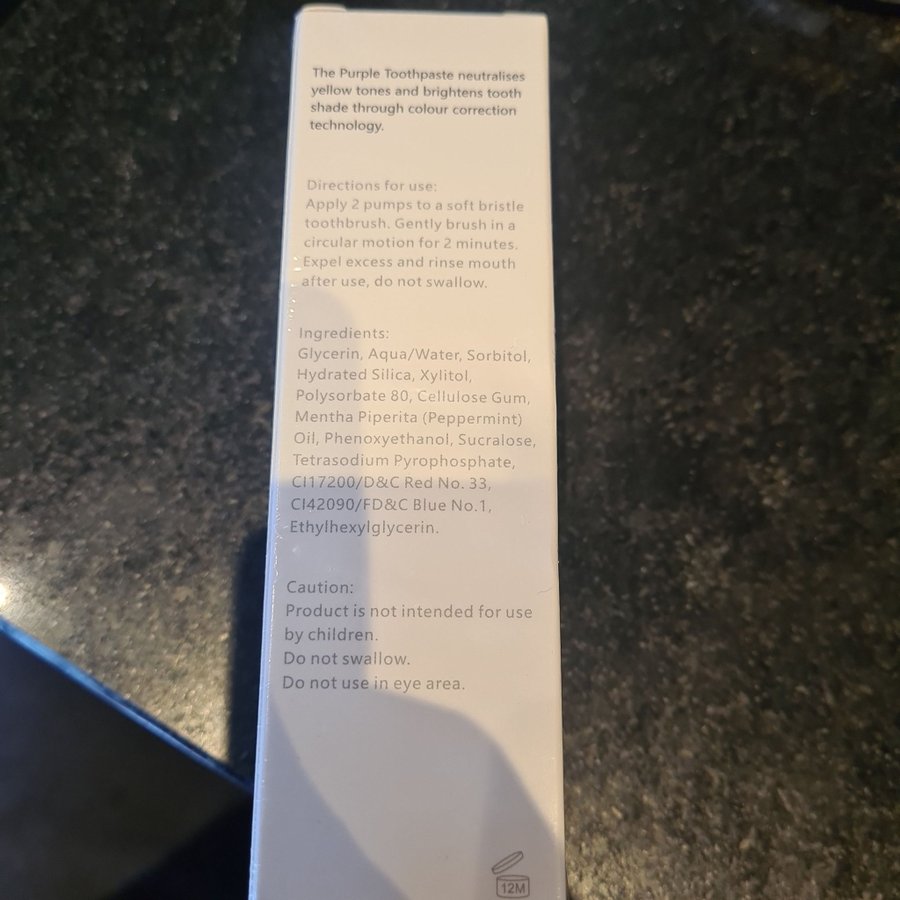 The Purple Toothpaste neutralises
yellow tones and brightens tooth
shade through colour correction
technology.
Directions for use:
Apply 2 pumps to a soft bristle
toothbrush. Gently brush in a
circular motion for 2 minutes.
Expel excess and rinse mouth
after use, do not swallow.
Ingredients:
Glycerin, Aqua/Water, Sorbitol,
Hydrated Silica, Xylitol,
Polysorbate 80, Cellulose Gum,
Mentha Piperita (Peppermint)
Oil, Phenoxyethanol, Sucralose,
Tetrasodium Pyrophosphate,
CI17200/D&C Red No. 33,
CI42090/FD&C Blue No.1,
Ethylhexylglycerin.
Caution:
Product is not intended for use
by children.
Do not swallow.
Do not use in eye area.
12M